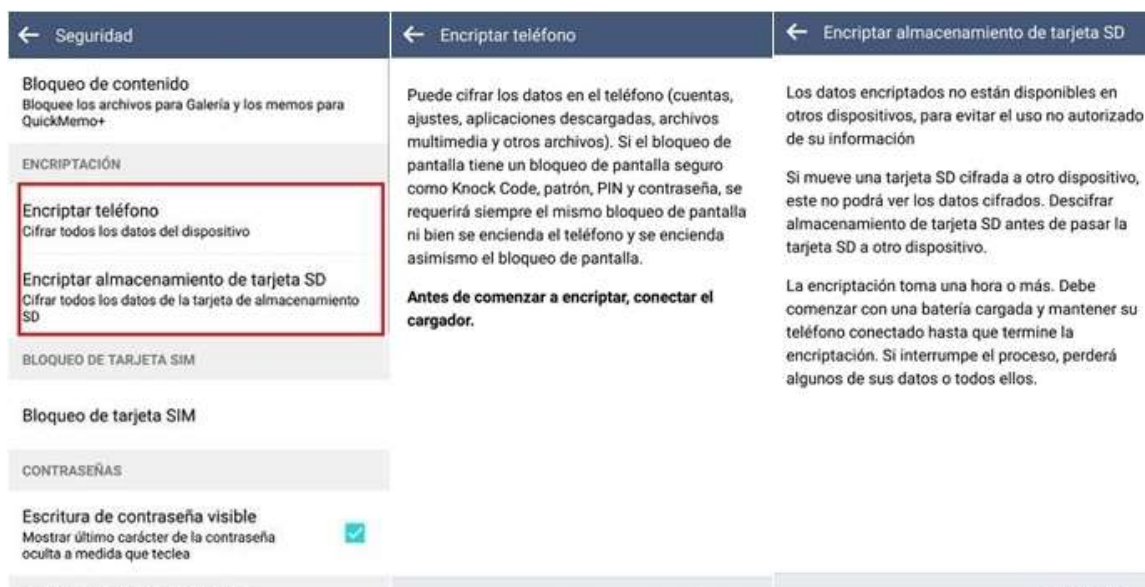 Seguridad
Bloqueo de contenido
Bloquee los archivos para Galería y los memos para
QuickMemo+
ENCRIPTACIÓN
Encriptar teléfono
Cifrar todos los datos del dispositivo
Encriptar almacenamiento de tarjeta SD
Cifrar todos los datos de la tarjeta de almacenamiento
SD
BLOQUEO DE TARJETA SIM
Bloqueo de tarjeta SIM
CONTRASEÑAS
Escritura de contraseña visible
Mostrar último carácter de la contraseña
oculta a medida que teclea
Encriptar teléfono
Puede cifrar los datos en el teléfono (cuentas,
ajustes, aplicaciones descargadas, archivos
multimedia y otros archivos). Si el bloqueo de
pantalla tiene un bloqueo de pantalla seguro
como Knock Code, patrón, PIN y contraseña, se
requerirá siempre el mismo bloqueo de pantalla
ni bien se encienda el teléfono y se encienda
asimismo el bloqueo de pantalla.
Antes de comenzar a encriptar, conectar el
cargador.
Encriptar almacenamiento de tarjeta SD
Los datos encriptados no están disponibles en
otros dispositivos, para evitar el uso no autorizado
de su información
Si mueve una tarjeta SD cifrada a otro dispositivo,
este no podrá ver los datos cifrados. Descifrar
almacenamiento de tarjeta SD antes de pasar la
tarjeta SD a otro dispositivo.
La encriptación toma una hora o más. Debe
comenzar con una batería cargada y mantener su
teléfono conectado hasta que termine la
encriptación. Si interrumpe el proceso, perderá
algunos de sus datos o todos ellos.